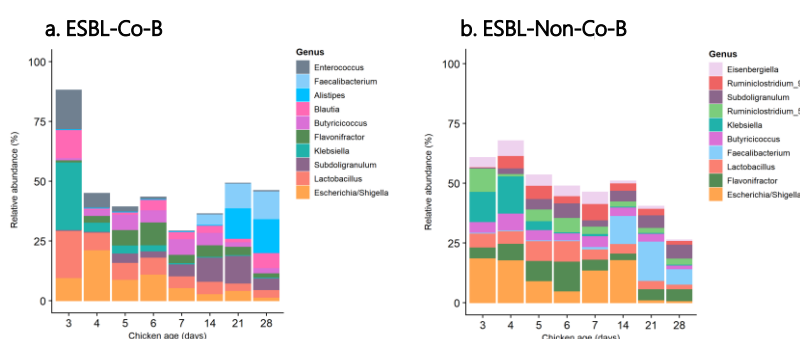 a. ESBL-Co-B
b. ESBL-Non-Co-B
Relative abundance (%)
100
75
50
25
0
3 4 5 6 7 14 21 28
Chicken age (days)
Genus
Enterococcus
Faecalibacterium
Alistipes
Blautia
Butyricicoccus
Flavonifractor
Klebsiella
Subdoligranulum
Lactobacillus
Escherichia/Shigella
Relative abundance (%)
100
75
50
25
0
3 4 5 6 7 14 21 28
Chicken age (days)
Genus
Eisenbergiella
Ruminiclostridium_
Subdoligranulum
Ruminiclostridium_
Klebsiella
Butyricicoccus
Faecalibacterium
Lactobacillus
Flavonifractor
Escherichia/Shigella